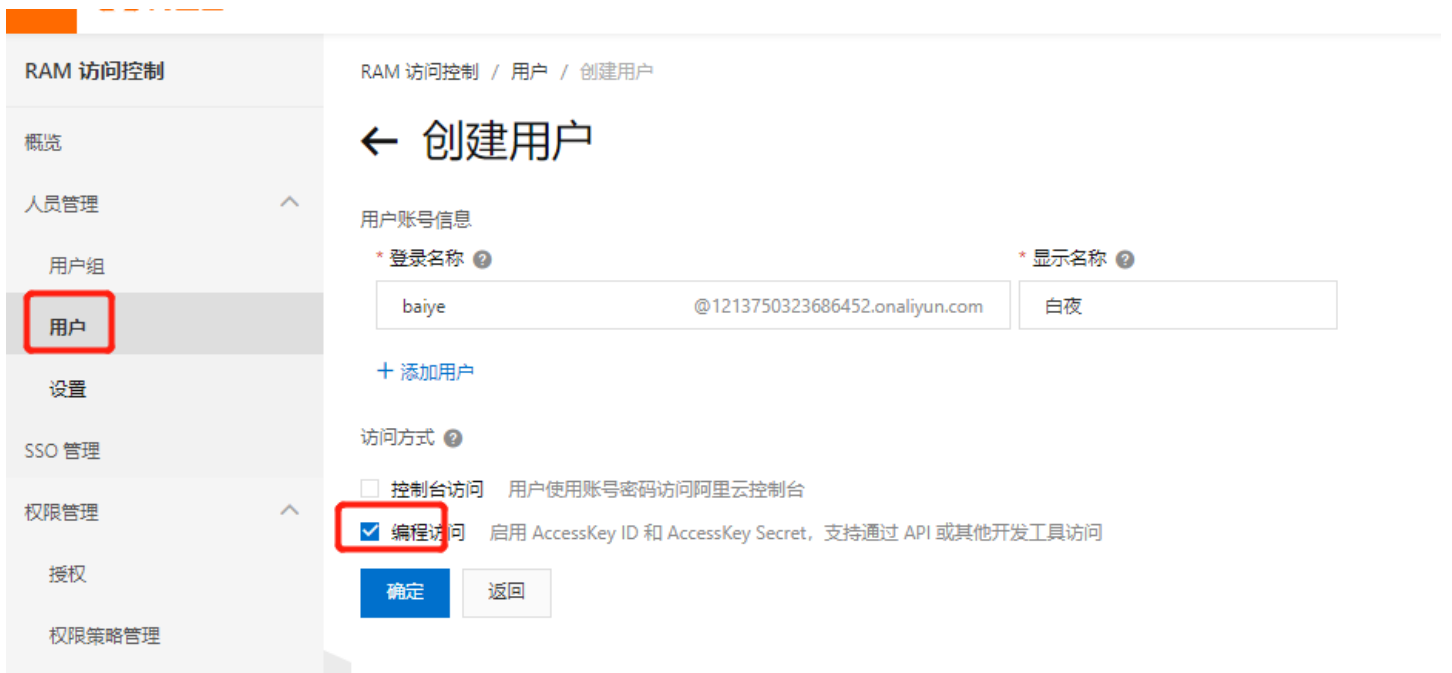 RAM 访问控制
概览
人员管理
用户组
用户
设置
SSO 管理
权限管理
授权
权限策略管理
RAM 访问控制 / 用户 / 创建用户
← 创建用户
用户账号信息
* 登录名称 ? * 显示名称 ?
baiye @1213750323686452.onaliyun.com 白夜
+ 添加用户
访问方式 ?
控制台访问 用户使用账号密码访问阿里云控制台
编程访问 启用 AccessKey ID 和 AccessKey Secret，支持通过 API 或其他开发工具访问
确定 返回